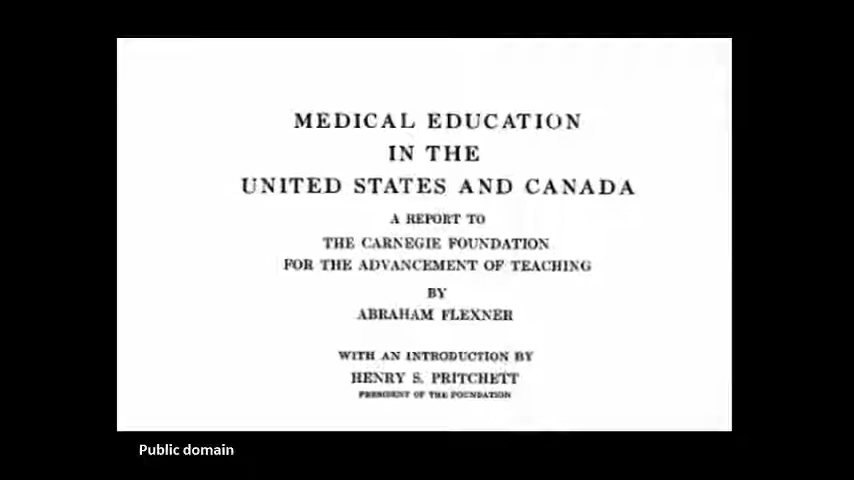 MEDICAL EDUCATION
IN THE
UNITED STATES AND CANADA
A REPORT TO
THE CARNEGIE FOUNDATION
FOR THE ADVANCEMENT OF TEACHING
BY
ABRAHAM FLEXNER
WITH AN INTRODUCTION BY
HENRY S. PRITCHETT
PRESIDENT OF THE FOUNDATION
Public domain